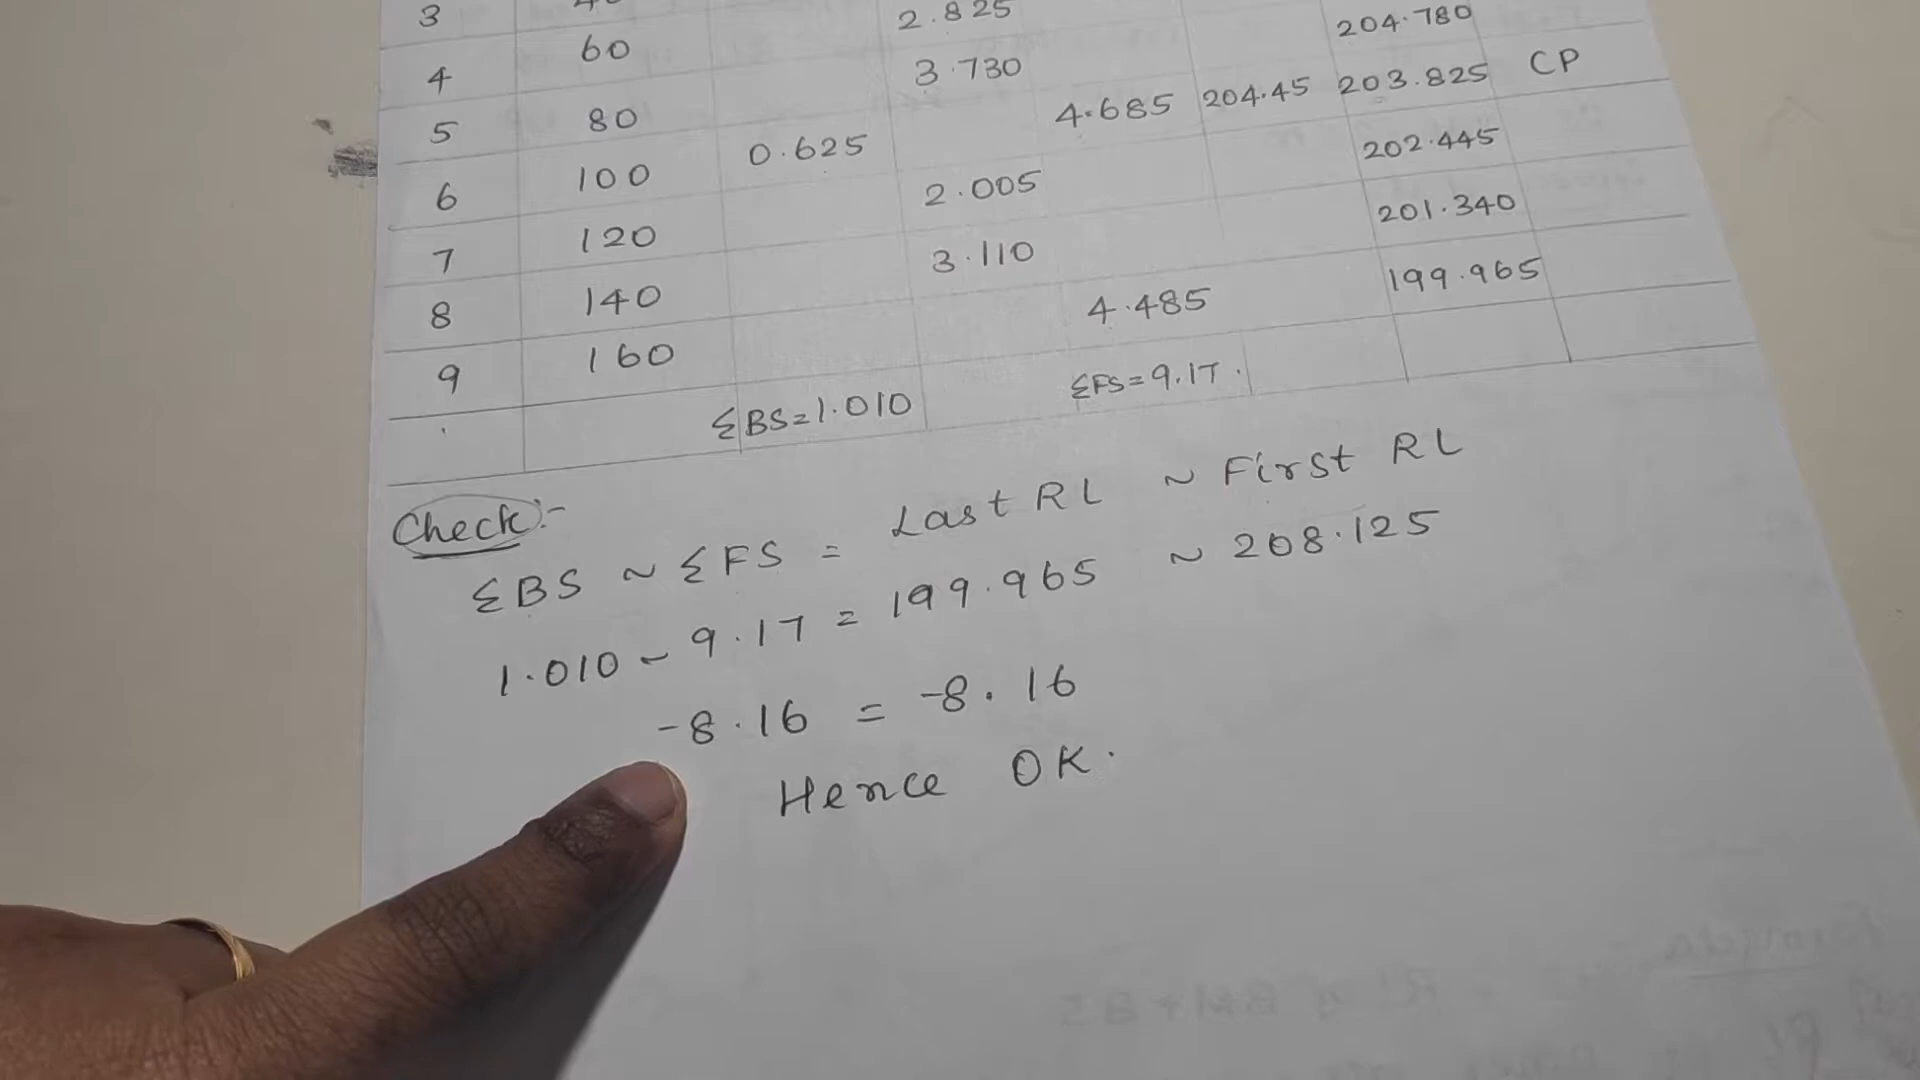 3 2.825 204.780
4 60 3.730
5 80 4.685 204.45 203.825 CP
6 100 0.625 2.005 202.445
7 120 3.110 201.340
8 140 4.485 199.965
9 160
ΣBS=1.010 ΣFS=9.17.
Check:-
ΣBS ~ ΣFS = Last RL ~ First RL
1.010 ~ 9.17 = 199.965 ~ 208.125
-8.16 = -8.16
Hence OK.